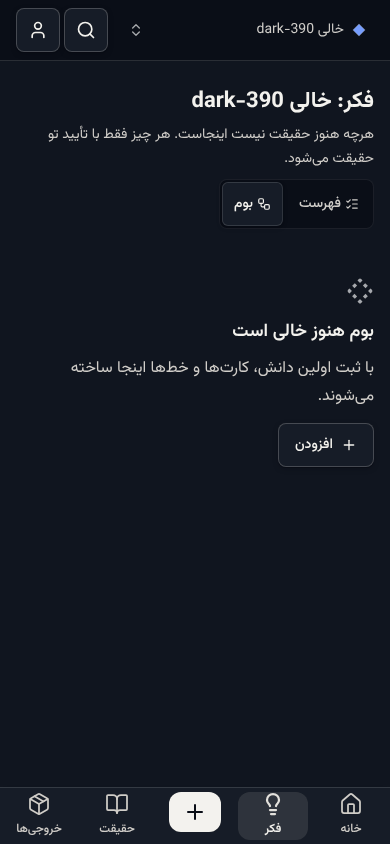 خالی dark-390
فکر: خالی dark-390
هرچه هنوز حقیقت نیست اینجاست. هر چیز فقط با تأیید تو
حقیقت می‌شود.
فهرست
بوم
بوم هنوز خالی است
با ثبت اولین دانش، کارت‌ها و خط‌ها اینجا ساخته
می‌شوند.
افزودن
خانه
فکر
حقیقت
خروجی‌ها